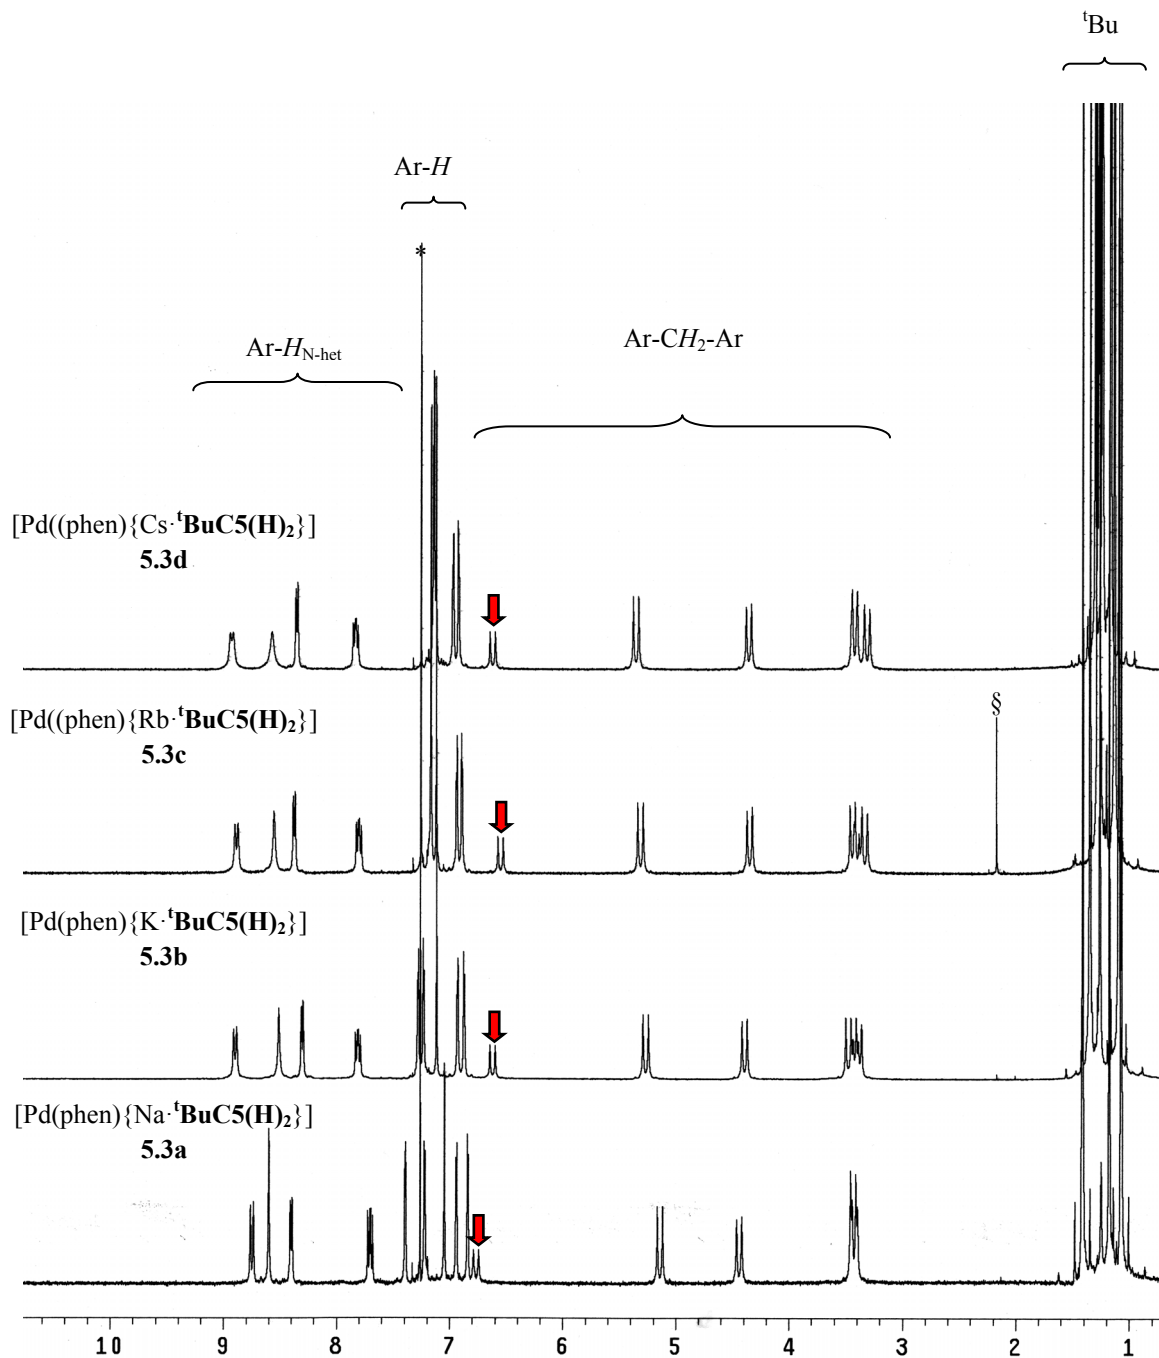 ᵗBu
Ar-H
*
Ar-CH₂-Ar
Ar-H_N-het
[Pd((phen){Cs·ᵗBuC5(H)₂}]
5.3d
[Pd((phen){Rb·ᵗBuC5(H)₂}]
§
5.3c
[Pd(phen){K·ᵗBuC5(H)₂}]
5.3b
[Pd(phen){Na·ᵗBuC5(H)₂}]
5.3a
10 9 8 7 6 5 4 3 2 1